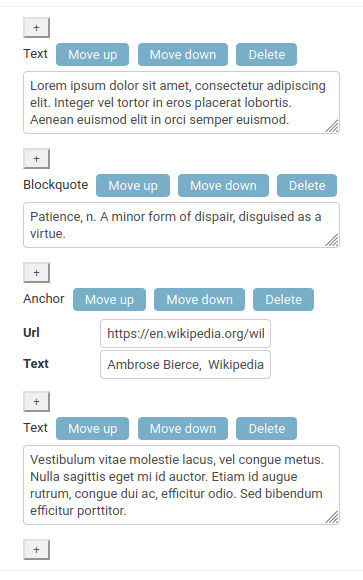 +
Text Move up Move down Delete
Lorem ipsum dolor sit amet, consectetur adipiscing
elit. Integer vel tortor in eros placerat lobortis.
Aenean euismod elit in orci semper euismod.
+
Blockquote Move up Move down Delete
Patience, n. A minor form of dispair, disguised as a
virtue.
+
Anchor Move up Move down Delete
Url https://en.wikipedia.org/wil
Text Ambrose Bierce,  Wikipedia
+
Text Move up Move down Delete
Vestibulum vitae molestie lacus, vel congue metus.
Nulla sagittis eget mi id auctor. Etiam id augue
rutrum, congue dui ac, efficitur odio. Sed bibendum
efficitur porttitor.
+